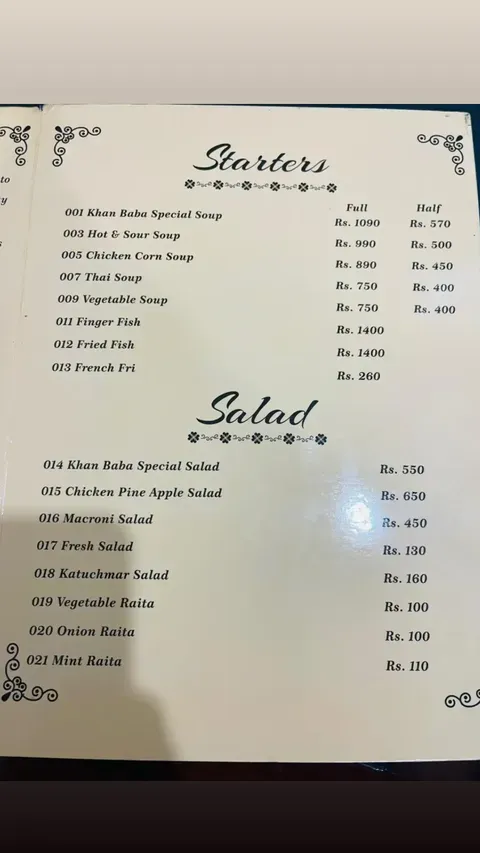 to
y
s
Starters
Full Half
001 Khan Baba Special Soup Rs. 1090 Rs. 570
003 Hot & Sour Soup Rs. 990 Rs. 500
005 Chicken Corn Soup Rs. 890 Rs. 450
007 Thai Soup Rs. 750 Rs. 400
009 Vegetable Soup Rs. 750 Rs. 400
011 Finger Fish Rs. 1400
012 Fried Fish Rs. 1400
013 French Fri Rs. 260
Salad
014 Khan Baba Special Salad Rs. 550
015 Chicken Pine Apple Salad Rs. 650
016 Macroni Salad Rs. 450
017 Fresh Salad Rs. 130
018 Katuchmar Salad Rs. 160
019 Vegetable Raita Rs. 100
020 Onion Raita Rs. 100
021 Mint Raita Rs. 110